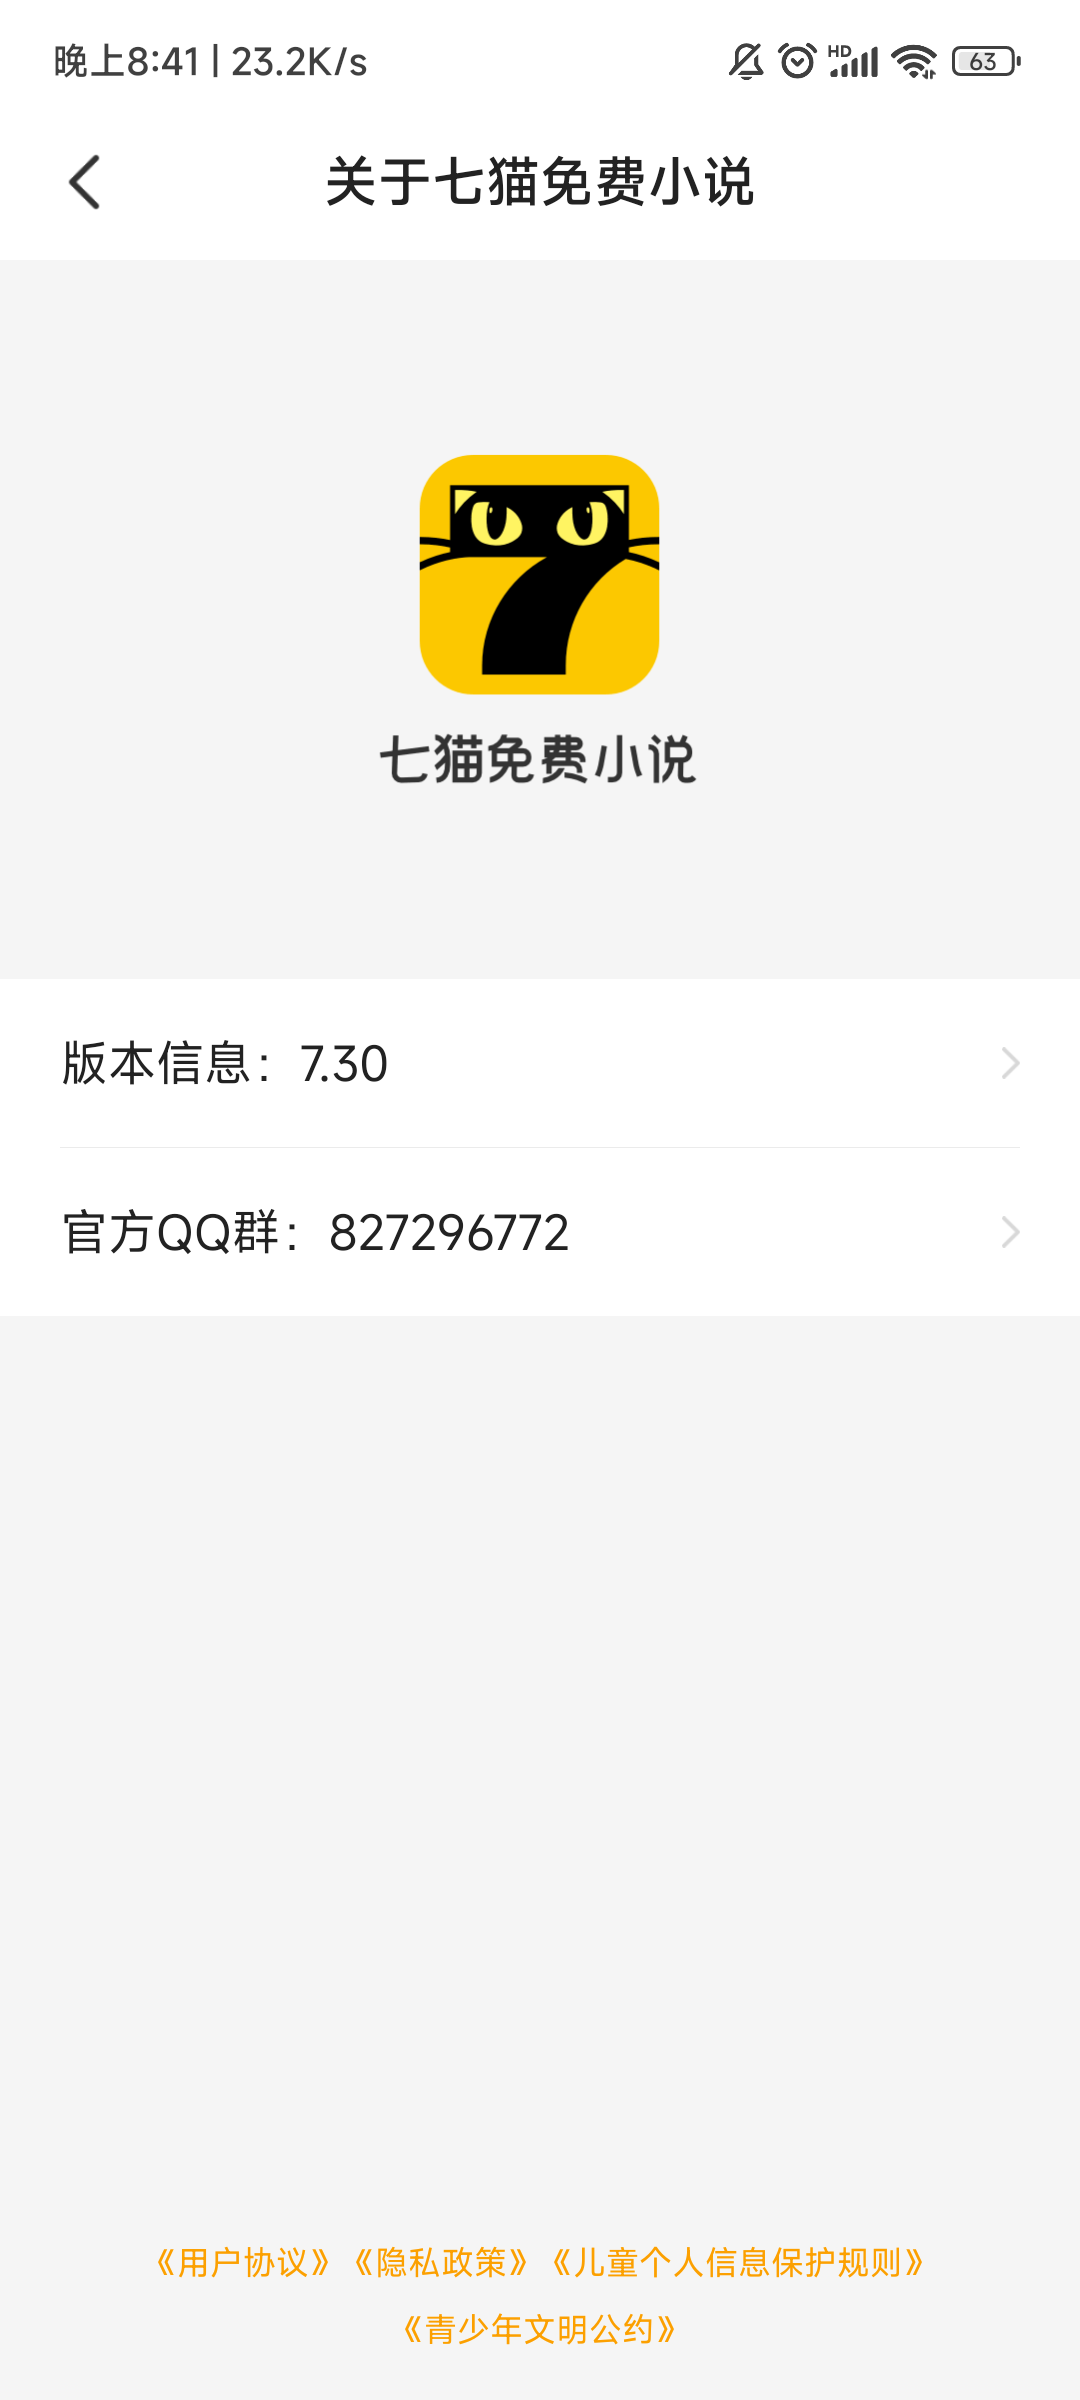 晚上8:41 | 23.2K/s HD 63
关于七猫免费小说
七猫免费小说
版本信息：7.30
官方QQ群：827296772
《用户协议》《隐私政策》《儿童个人信息保护规则》
《青少年文明公约》